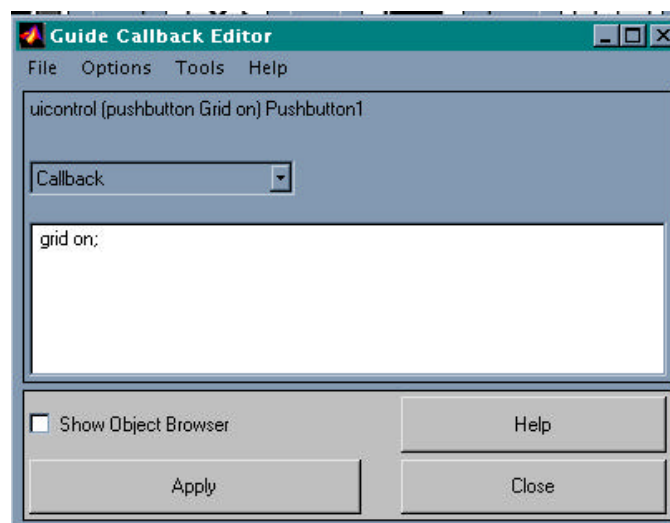 Guide Callback Editor
File Options Tools Help
uicontrol (pushbutton Grid on) Pushbutton1
Callback
grid on;
Show Object Browser
Help
Apply
Close